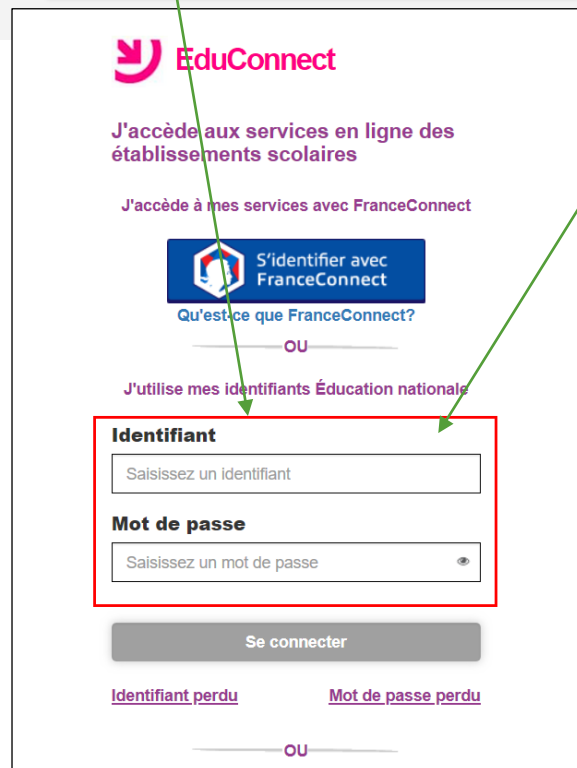 EduConnect
J'accède aux services en ligne des
établissements scolaires
J'accède à mes services avec FranceConnect
S'identifier avec
FranceConnect
Qu'est-ce que FranceConnect?
OU
J'utilise mes identifiants Éducation nationale
Identifiant
Saisissez un identifiant
Mot de passe
Saisissez un mot de passe
Se connecter
Identifiant perdu Mot de passe perdu
OU